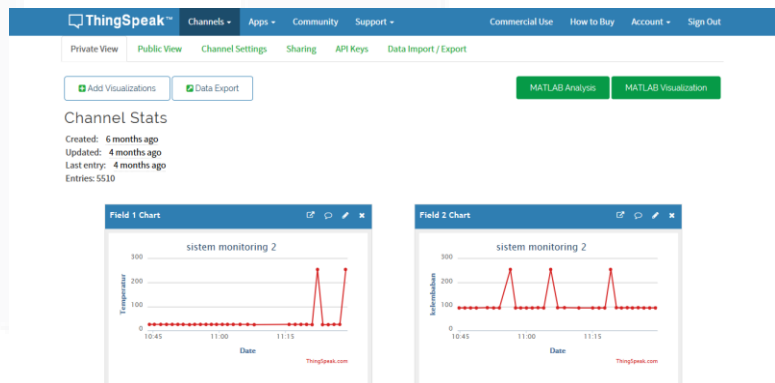 ThingSpeak™ Channels Apps Community Support Commercial Use How to Buy Account Sign Out
Private View Public View Channel Settings Sharing API Keys Data Import / Export
Add Visualizations Data Export MATLAB Analysis MATLAB Visualization
Channel Stats
Created: 6 months ago
Updated: 4 months ago
Last entry: 4 months ago
Entries: 5510
Field 1 Chart
sistem monitoring 2
Temperatur
300
200
100
0
10:45 11:00 11:15
Date
ThingSpeak.com
Field 2 Chart
sistem monitoring 2
kelembaban
300
200
100
0
10:45 11:00 11:15
Date
ThingSpeak.com